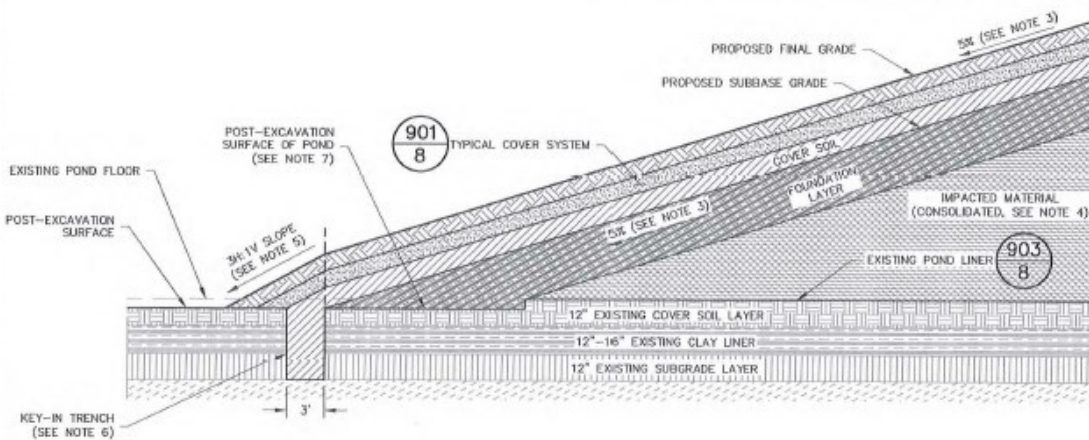 5% (SEE NOTE 3)
PROPOSED FINAL GRADE
PROPOSED SUBBASE GRADE
901
8
TYPICAL COVER SYSTEM
POST-EXCAVATION
SURFACE OF POND
(SEE NOTE 7)
COVER SOIL
FOUNDATION
LAYER
EXISTING POND FLOOR
IMPACTED MATERIAL
(CONSOLIDATED, SEE NOTE 4)
POST-EXCAVATION
SURFACE
3H:1V SLOPE
(SEE NOTE 5)
5% (SEE NOTE 3)
903
8
EXISTING POND LINER
12" EXISTING COVER SOIL LAYER
12"-16" EXISTING CLAY LINER
12" EXISTING SUBGRADE LAYER
3'
KEY-IN TRENCH
(SEE NOTE 6)